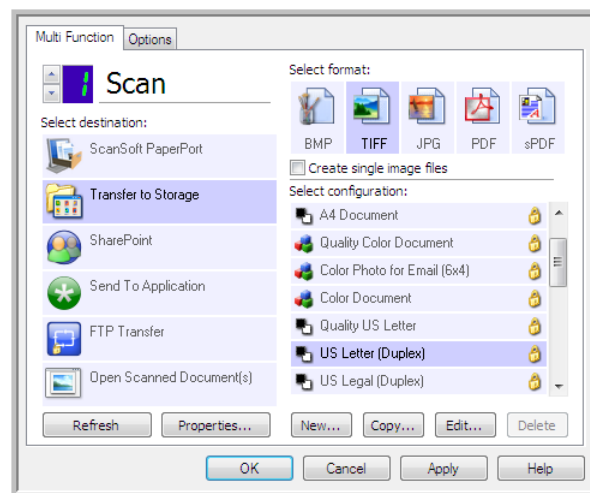 Multi Function
Options
1 Scan
Select destination:
ScanSoft PaperPort
Transfer to Storage
SharePoint
Send To Application
FTP Transfer
Open Scanned Document(s)
Refresh
Properties...
Select format:
BMP
TIFF
JPG
PDF
sPDF
Create single image files
Select configuration:
A4 Document
Quality Color Document
Color Photo for Email (6x4)
Color Document
Quality US Letter
US Letter (Duplex)
US Legal (Duplex)
New...
Copy...
Edit...
Delete
OK
Cancel
Apply
Help